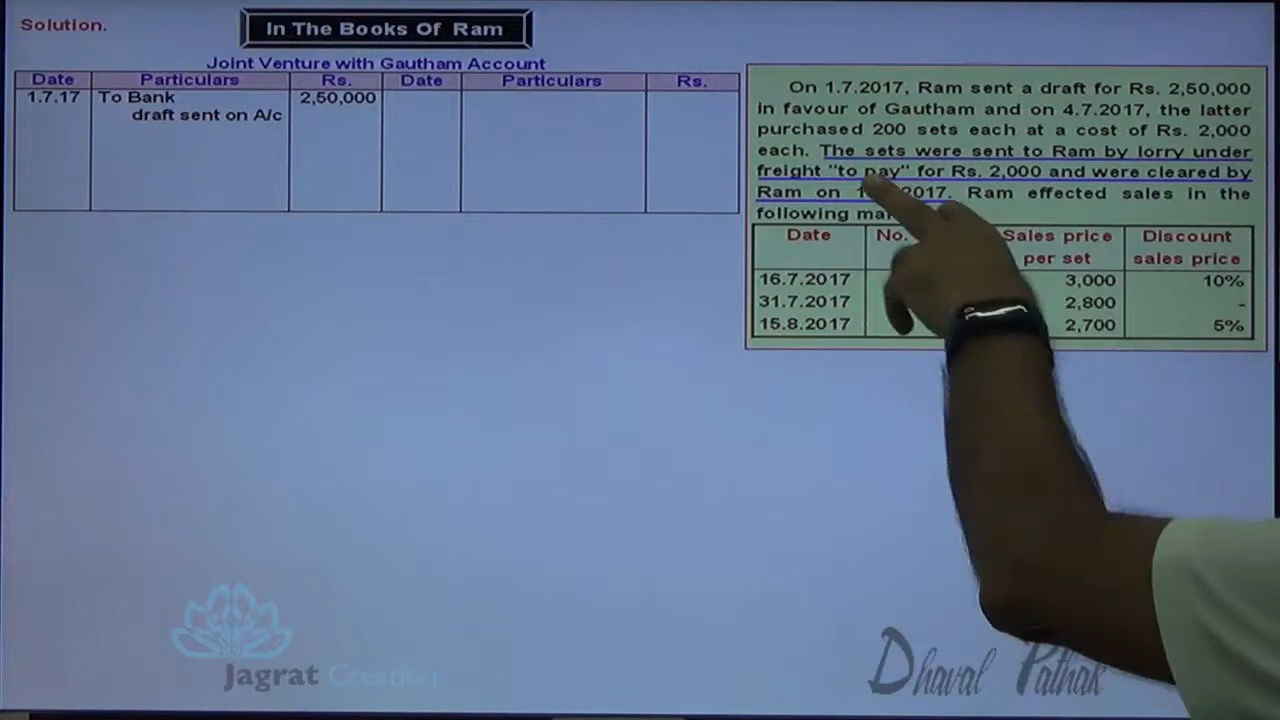 Solution.
In The Books Of Ram
Joint Venture with Gautham Account
Date Particulars Rs. Date Particulars Rs.
1.7.17 To Bank 2,50,000
draft sent on A/c
On 1.7.2017, Ram sent a draft for Rs. 2,50,000
in favour of Gautham and on 4.7.2017, the latter
purchased 200 sets each at a cost of Rs. 2,000
each. The sets were sent to Ram by lorry under
freight "to pay" for Rs. 2,000 and were cleared by
Ram on 2017. Ram effected sales in the
following
Date No. Sales price Discount
per set sales price
16.7.2017 3,000 10%
31.7.2017 2,800 -
15.8.2017 2,700 5%
Jagrat Creation
Dhaval Pathak